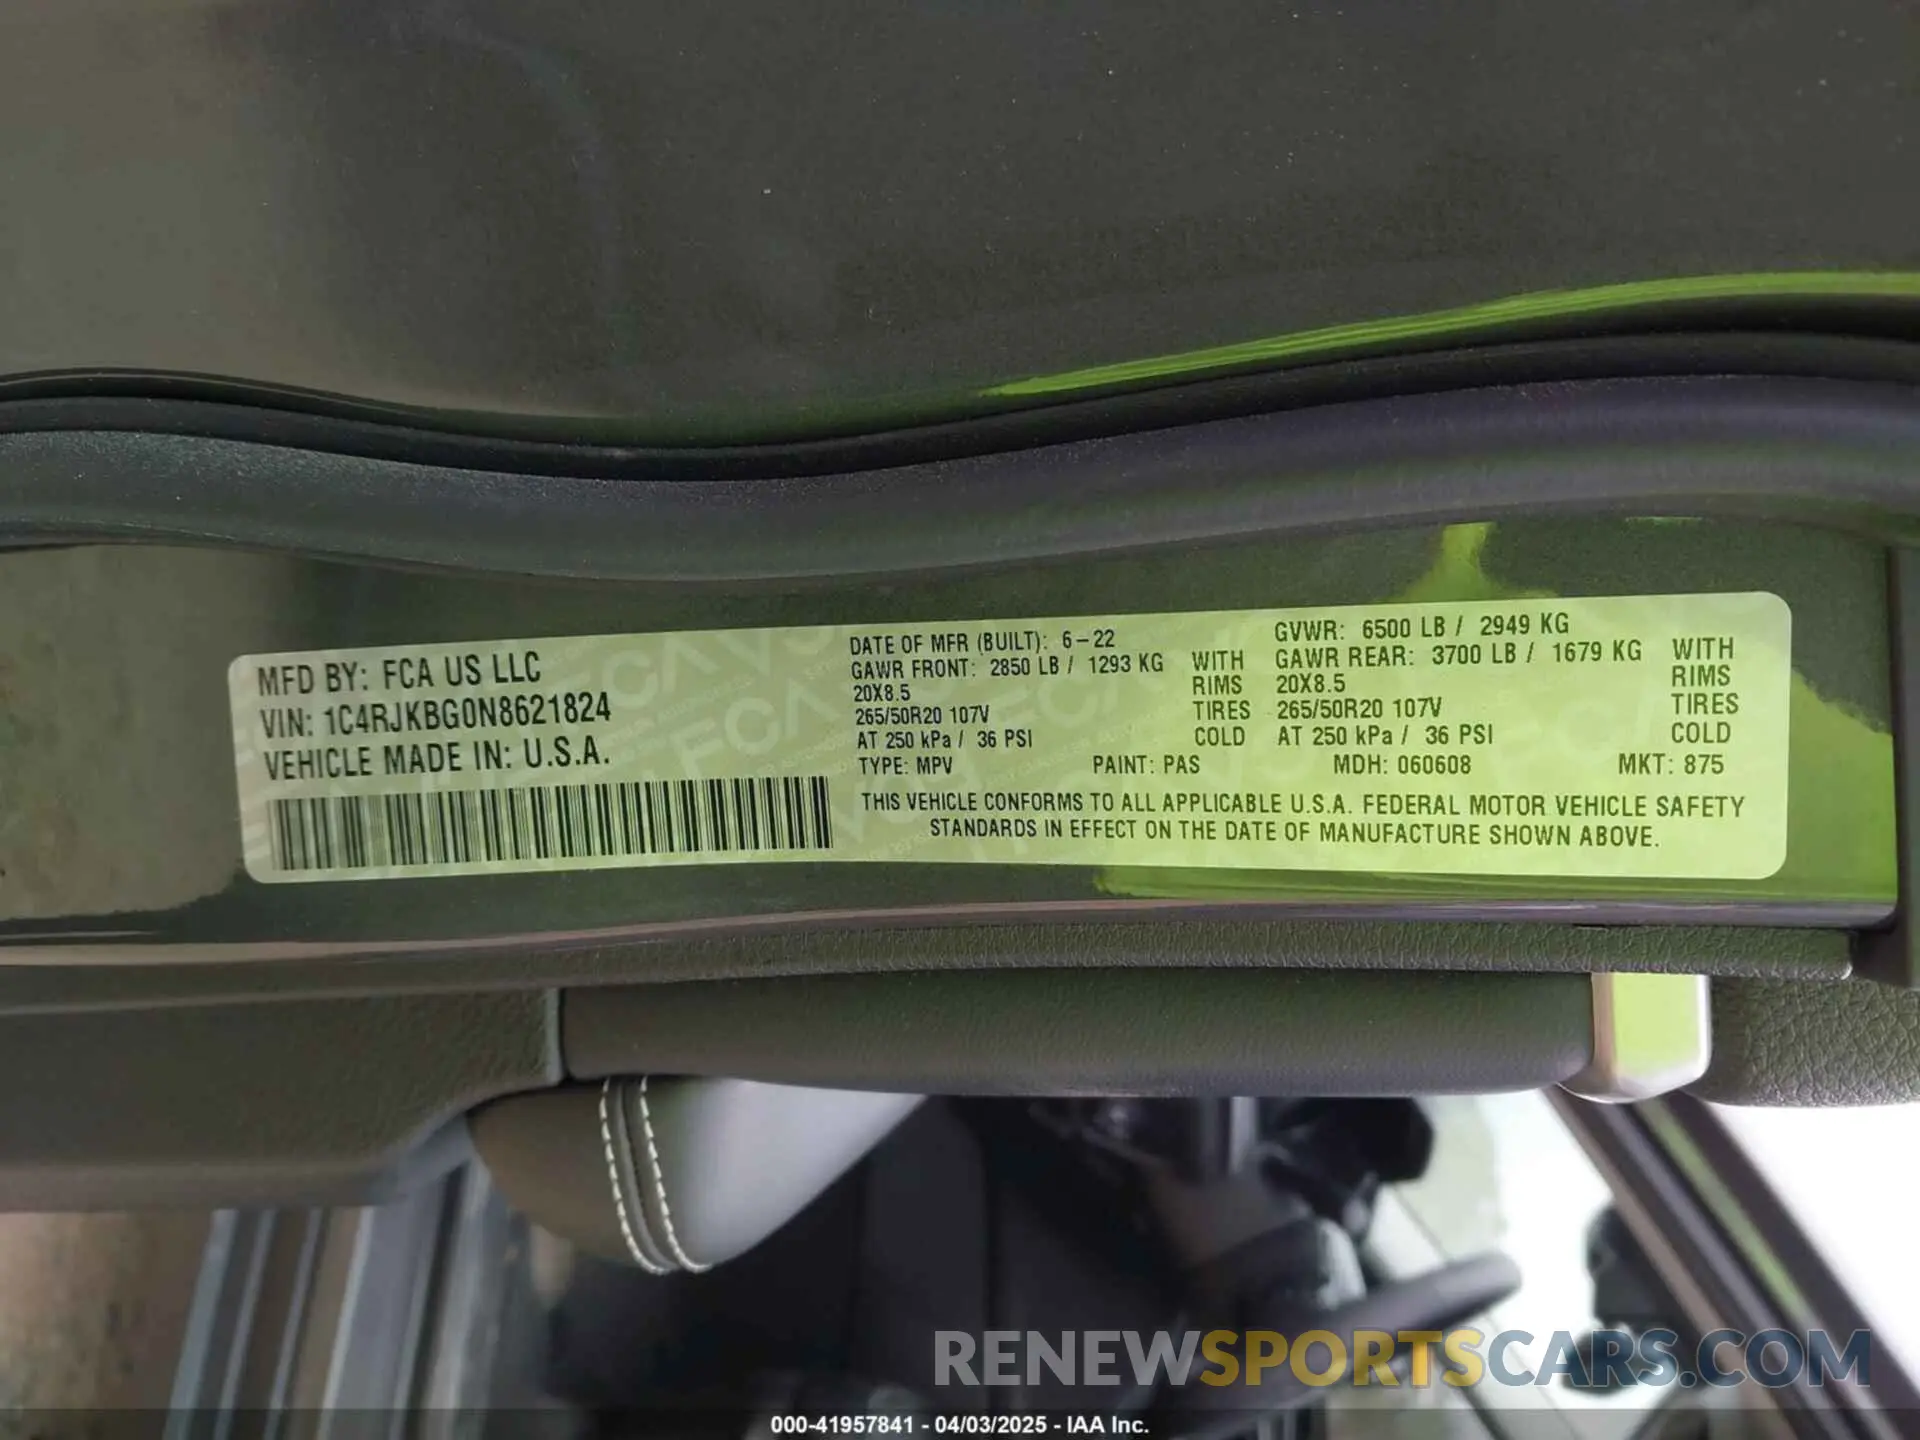 MFD BY: FCA US LLC
VIN: 1C4RJKBG0N8621824
VEHICLE MADE IN: U.S.A.
DATE OF MFR (BUILT): 6-22
GAWR FRONT: 2850 LB / 1293 KG WITH
20X8.5 RIMS
265/50R20 107V TIRES
AT 250 kPa / 36 PSI COLD
GVWR: 6500 LB / 2949 KG
GAWR REAR: 3700 LB / 1679 KG WITH
20X8.5 RIMS
265/50R20 107V TIRES
AT 250 kPa / 36 PSI COLD
TYPE: MPV PAINT: PAS MDH: 060608 MKT: 875
THIS VEHICLE CONFORMS TO ALL APPLICABLE U.S.A. FEDERAL MOTOR VEHICLE SAFETY
STANDARDS IN EFFECT ON THE DATE OF MANUFACTURE SHOWN ABOVE.
RENEWSPORTSCARS.COM
000-41957841 - 04/03/2025 - IAA Inc.